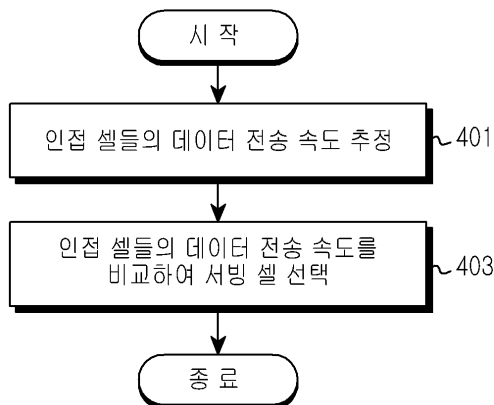 시 작
인접 셀들의 데이터 전송 속도 추정
401
인접 셀들의 데이터 전송 속도를
비교하여 서빙 셀 선택
403
종 료